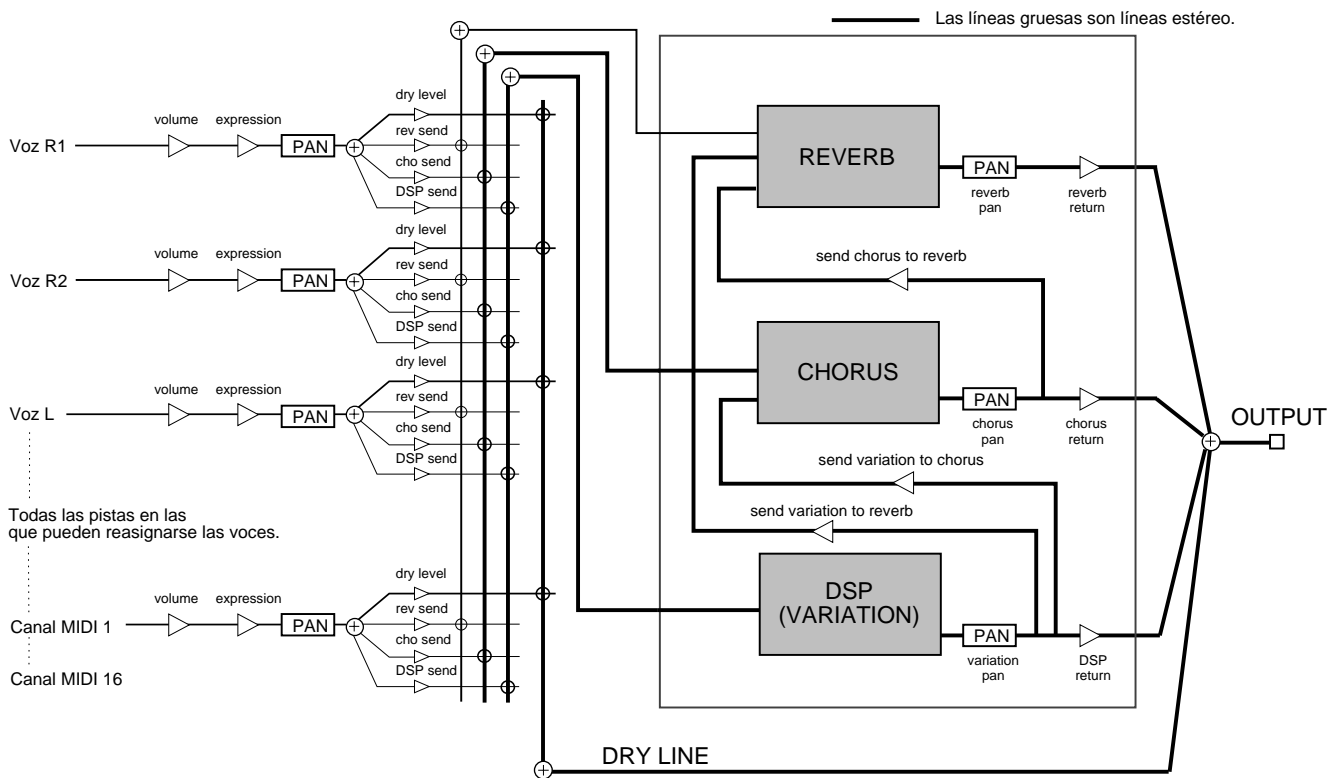 Las líneas gruesas son líneas estéreo.
Voz R1
volume
expression
PAN
dry level
rev send
cho send
DSP send
Voz R2
volume
expression
PAN
dry level
rev send
cho send
DSP send
Voz L
volume
expression
PAN
dry level
rev send
cho send
DSP send
Todas las pistas en las
que pueden reasignarse las voces.
Canal MIDI 1
volume
expression
PAN
dry level
rev send
cho send
DSP send
Canal MIDI 16
REVERB
PAN
reverb
pan
reverb
return
send chorus to reverb
CHORUS
PAN
chorus
pan
chorus
return
OUTPUT
send variation to chorus
send variation to reverb
DSP
(VARIATION)
PAN
variation
pan
DSP
return
DRY LINE